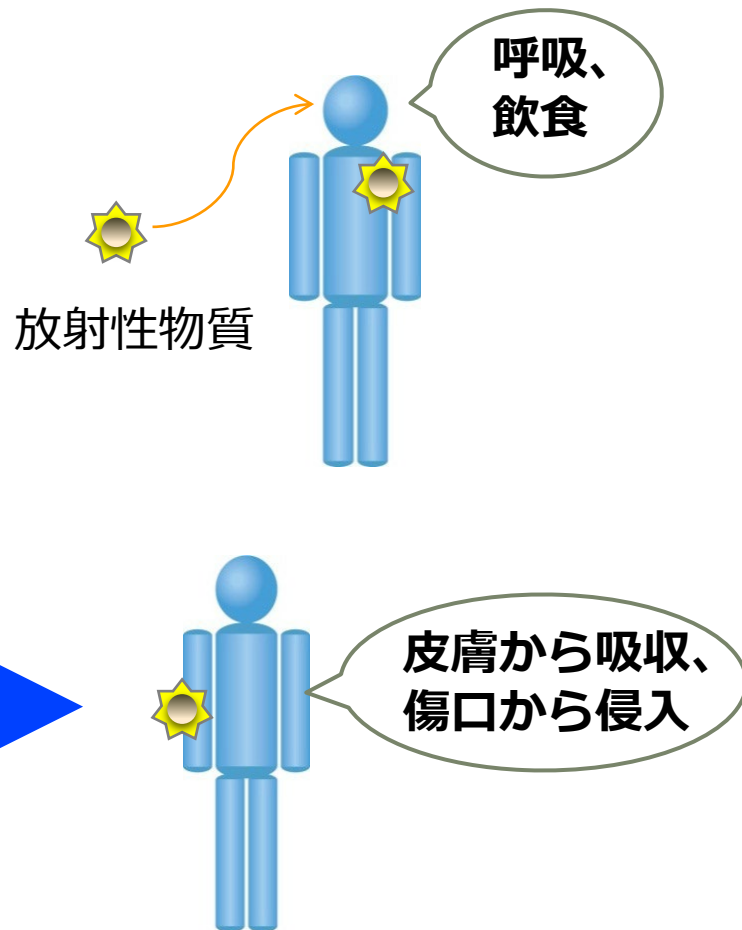 呼吸、
飲食
放射性物質
皮膚から吸収、
傷口から侵入